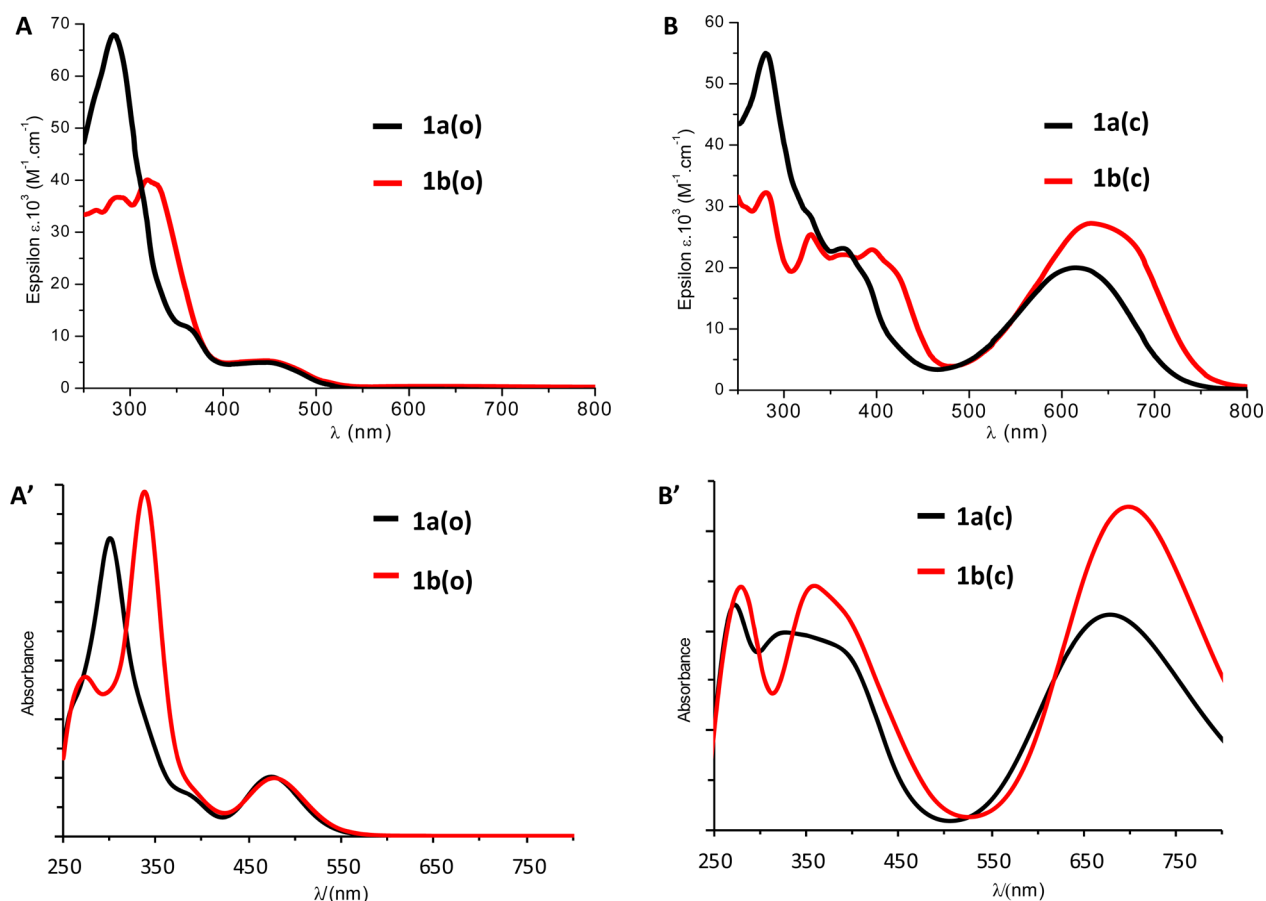 A
Espsilon ε.10³ (M⁻¹.cm⁻¹)
70
60
50
40
30
20
10
0
300
400
500
600
700
800
λ (nm)
1a(o)
1b(o)
B
Epsilon ε.10³ (M⁻¹.cm⁻¹)
60
50
40
30
20
10
0
300
400
500
600
700
800
λ (nm)
1a(c)
1b(c)
A’
Absorbance
250
350
450
550
650
750
λ/(nm)
1a(o)
1b(o)
B’
Absorbance
250
350
450
550
650
750
λ/(nm)
1a(c)
1b(c)